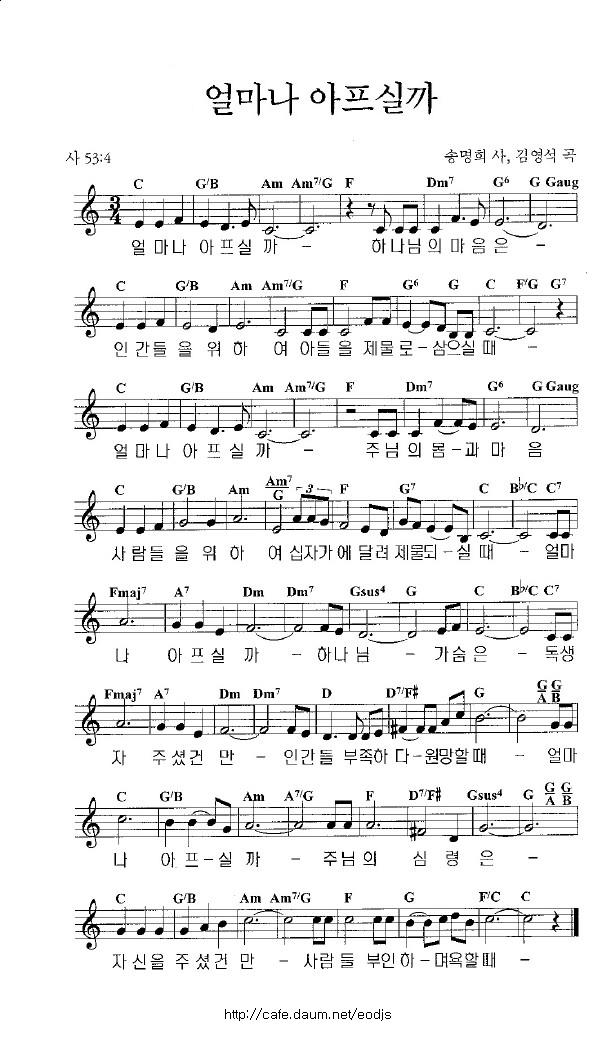 얼마나 아프실까
사 53:4
송명희 사, 김영석 곡
C G/B Am Am7/G F Dm7 G6 G Gaug
얼 마나 아프실 까 - 하나님의 마음은-
C G/B Am Am7/G F G6 G C F/G G7
인간들 을위하 여 아들 을 제물로-삼으실때 -
C G/B Am Am7/G F Dm7 G6 G Gaug
얼마나 아프실 까- 주님의몸-과마 음
C G/B Am Am7/G 3 F G7 C Bb/C C7
사람들 을위하 여 십자가에 달려 제물되-실때- 얼마
Fmaj7 A7 Dm Dm7 Gsus4 G C Bb/C C7
나 아프실 까 -하나님 - 가슴은- 독생
Fmaj7 A7 Dm Dm7 D D7/F# G G/A G/B
자 주셨건 만- 인간들 부족하 다-원망할때 - 얼마
C G/B Am A7/G F D7/F# Gsus4 G G/A G/B
나 아프-실 까 -주님의 심 령은 -
C G/B Am Am7/G F G F/C C
자신을 주셨건 만 - 사람들 부인하-며욕할때 -
http://cafe.daum.net/eodjs